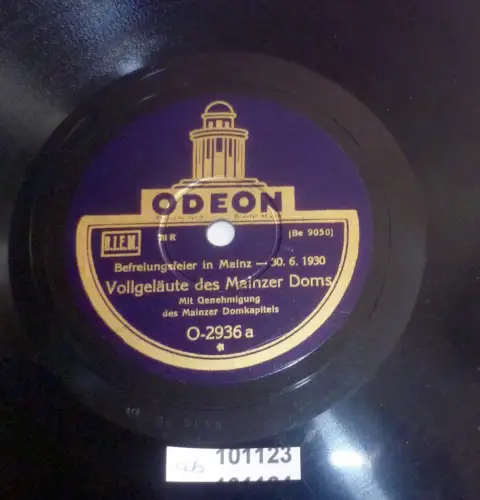 ODEON
B.I.E.M.
78 R
(Be 9050)
Befreiungsfeier in Mainz — 30. 6. 1930
Vollgeläute des Mainzer Doms
Mit Genehmigung
des Mainzer Domkapitels
O-2936 a
101123